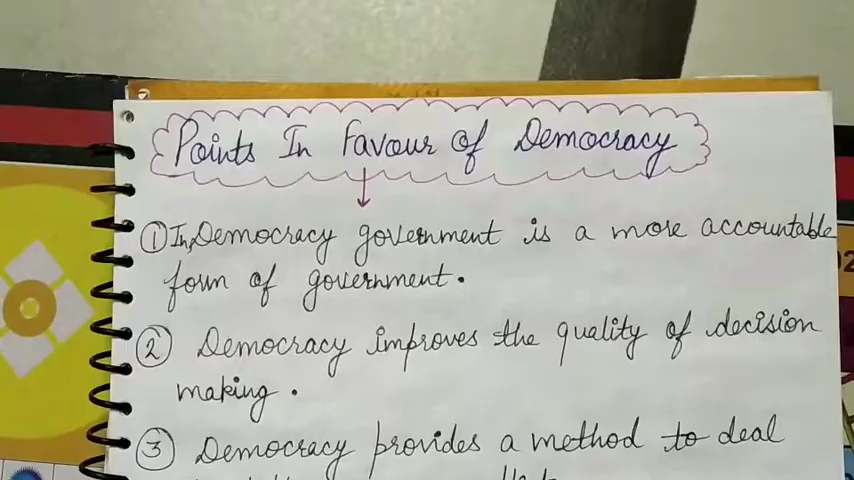 Points In Favour of Democracy
① In Democracy government is a more accountable
form of government.
② Democracy improves the quality of decision
making.
③ Democracy provides a method to deal